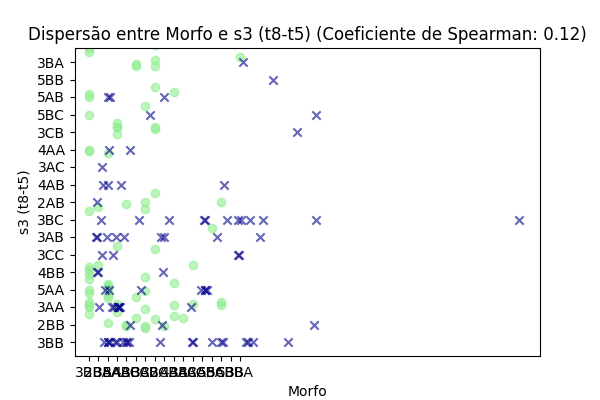 Dispersão entre Morfo e s3 (t8-t5) (Coeficiente de Spearman: 0.12)
3BA
5BB
5AB
5BC
3CB
4AA
3AC
4AB
2AB
3BC
3AB
3CC
4BB
5AA
3AA
2BB
3BB
s3 (t8-t5)
Morfo